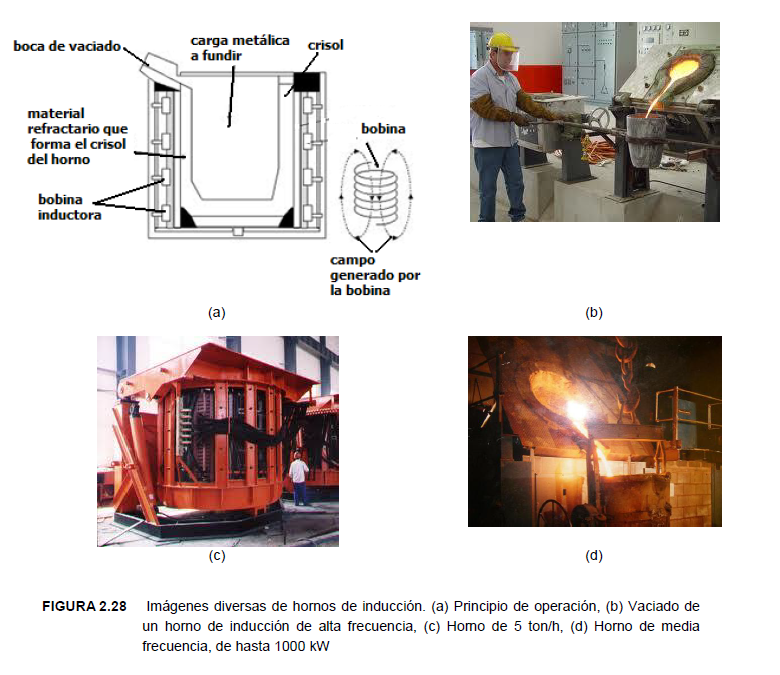 boca de vaciado
carga metálica a
fundir
crisol
material
refractario que
forma el crisol
del horno
bobina
inductora
bobina
campo
generado por
la bobina
(a)
(b)
(c)
(d)
FIGURA 2.28 Imágenes diversas de hornos de inducción. (a) Principio de operación, (b) Vaciado de
un horno de inducción de alta frecuencia, (c) Horno de 5 ton/h, (d) Horno de media
frecuencia, de hasta 1000 kW